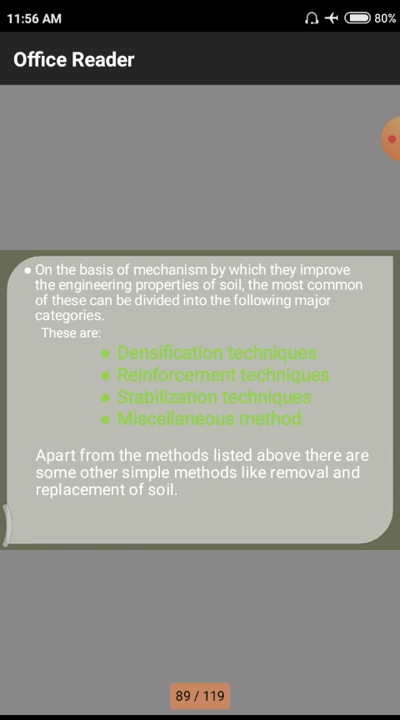 11:56 AM
80%
Office Reader
● On the basis of mechanism by which they improve
the engineering properties of soil, the most common
of these can be divided into the following major
categories.
These are:
● Densification techniques
● Reinforcement techniques
● Stabilization techniques
● Miscellaneous method
Apart from the methods listed above there are
some other simple methods like removal and
replacement of soil.
89 / 119